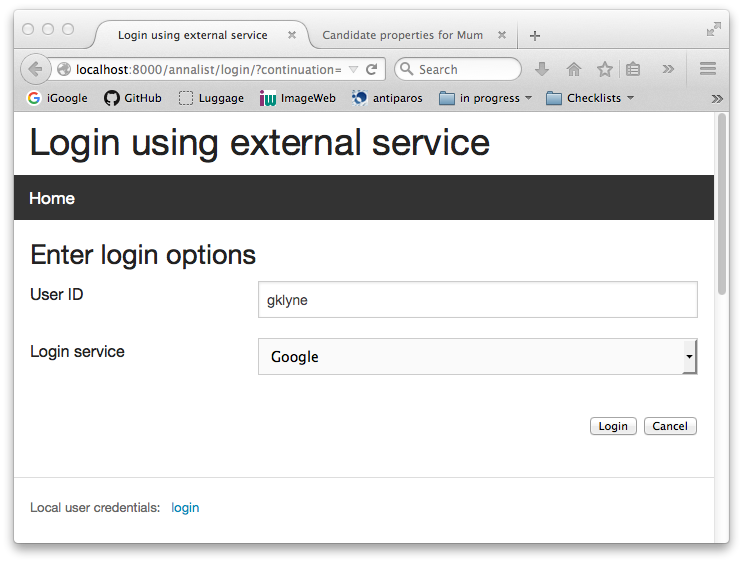 Login using external service
Candidate properties for Mum
localhost:8000/annalist/login/?continuation=
Search
iGoogle GitHub Luggage ImageWeb antiparos in progress Checklists
Login using external service
Home
Enter login options
User ID gklyne
Login service Google
Login Cancel
Local user credentials: login